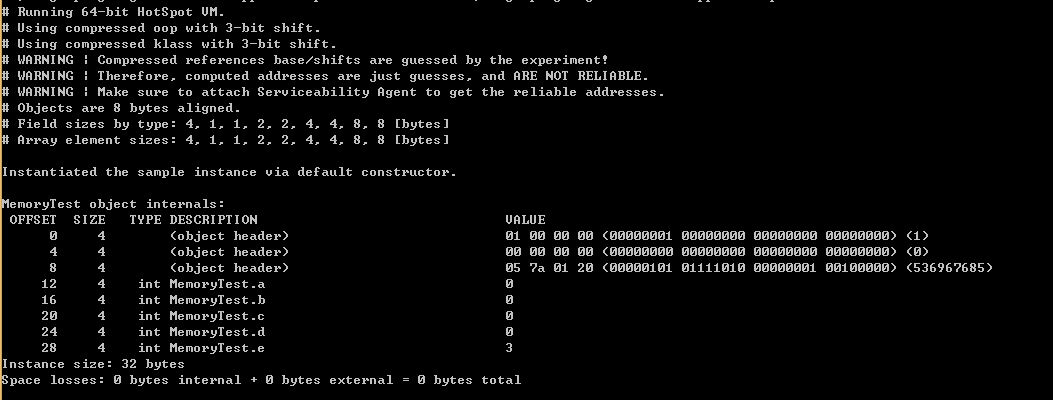 # Running 64-bit HotSpot VM.
# Using compressed oop with 3-bit shift.
# Using compressed klass with 3-bit shift.
# WARNING | Compressed references base/shifts are guessed by the experiment!
# WARNING | Therefore, computed addresses are just guesses, and ARE NOT RELIABLE.
# WARNING | Make sure to attach Serviceability Agent to get the reliable addresses.
# Objects are 8 bytes aligned.
# Field sizes by type: 4, 1, 1, 2, 2, 4, 4, 8, 8 [bytes]
# Array element sizes: 4, 1, 1, 2, 2, 4, 4, 8, 8 [bytes]
Instantiated the sample instance via default constructor.
MemoryTest object internals:
OFFSET SIZE TYPE DESCRIPTION VALUE
0 4 (object header) 01 00 00 00 (00000001 00000000 00000000 00000000) (1)
4 4 (object header) 00 00 00 00 (00000000 00000000 00000000 00000000) (0)
8 4 (object header) 05 7a 01 20 (00000101 01111010 00000001 00100000) (536967685)
12 4 int MemoryTest.a 0
16 4 int MemoryTest.b 0
20 4 int MemoryTest.c 0
24 4 int MemoryTest.d 0
28 4 int MemoryTest.e 3
Instance size: 32 bytes
Space losses: 0 bytes internal + 0 bytes external = 0 bytes total